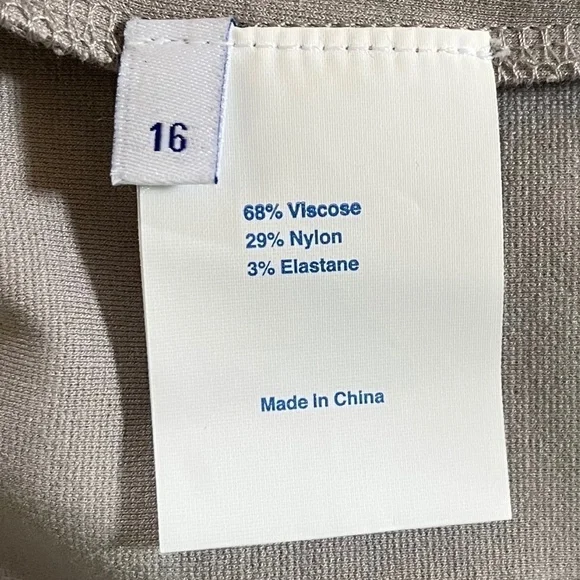 16
68% Viscose
29% Nylon
3% Elastane
Made in China